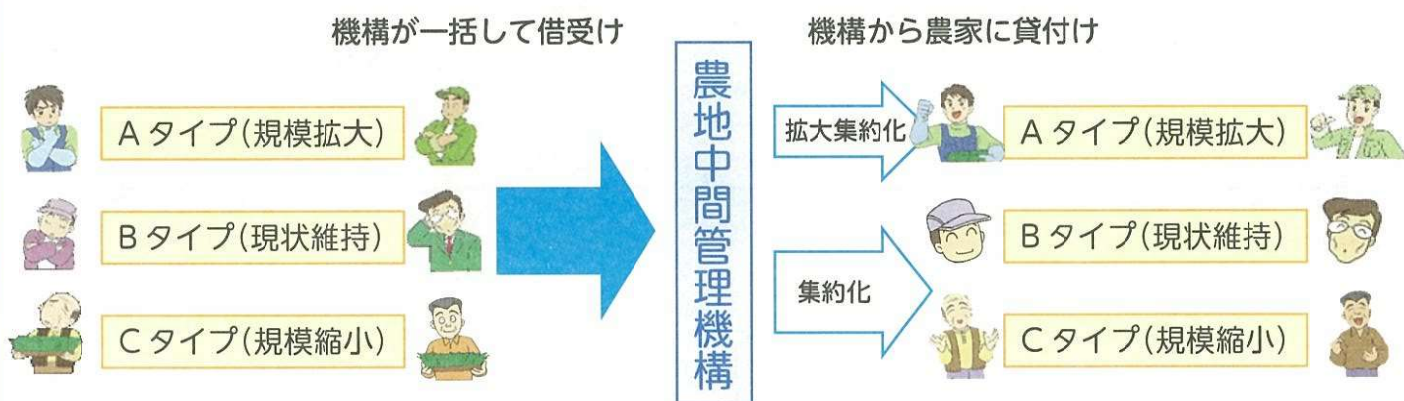 機構が一括して借受け
機構から農家に貸付け
Aタイプ(規模拡大)
Bタイプ(現状維持)
Cタイプ(規模縮小)
農地中間管理機構
拡大集約化
集約化
Aタイプ(規模拡大)
Bタイプ(現状維持)
Cタイプ(規模縮小)